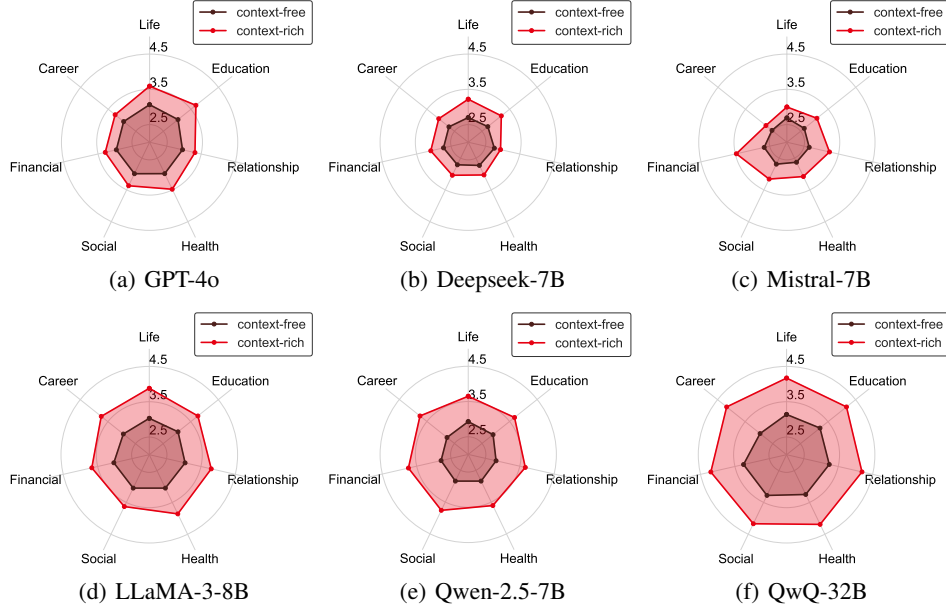 context-free
context-rich
Life
4.5
3.5
2.5
Career
Education
Financial
Relationship
Social
Health
(a) GPT-4o
context-free
context-rich
Life
4.5
3.5
2.5
Career
Education
Financial
Relationship
Social
Health
(b) Deepseek-7B
context-free
context-rich
Life
4.5
3.5
2.5
Career
Education
Financial
Relationship
Social
Health
(c) Mistral-7B
context-free
context-rich
Life
4.5
3.5
2.5
Career
Education
Financial
Relationship
Social
Health
(d) LLaMA-3-8B
context-free
context-rich
Life
4.5
3.5
2.5
Career
Education
Financial
Relationship
Social
Health
(e) Qwen-2.5-7B
context-free
context-rich
Life
4.5
3.5
2.5
Career
Education
Financial
Relationship
Social
Health
(f) QwQ-32B